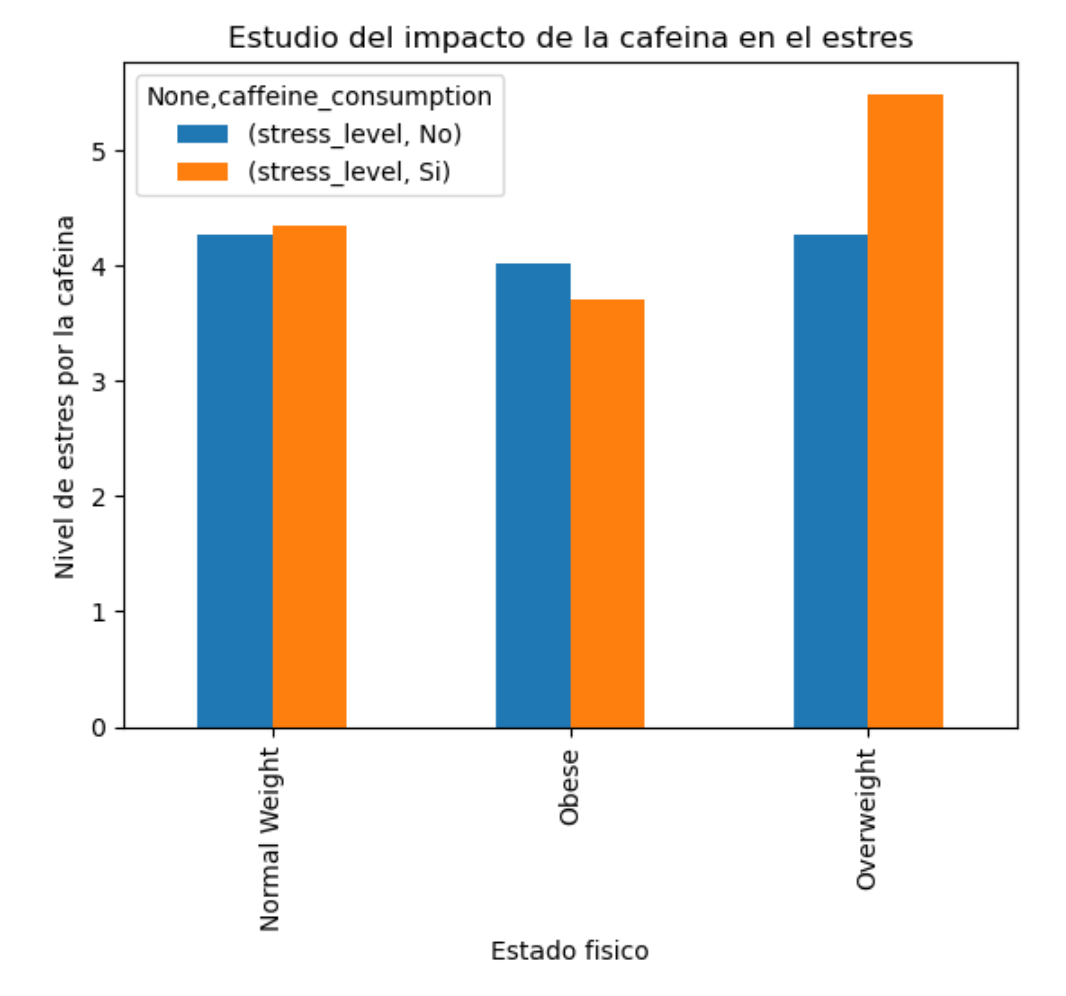 Estudio del impacto de la cafeina en el estres
None,caffeine_consumption
(stress_level, No)
(stress_level, Si)
Nivel de estres por la cafeina
5
4
3
2
1
0
Normal Weight
Obese
Overweight
Estado fisico